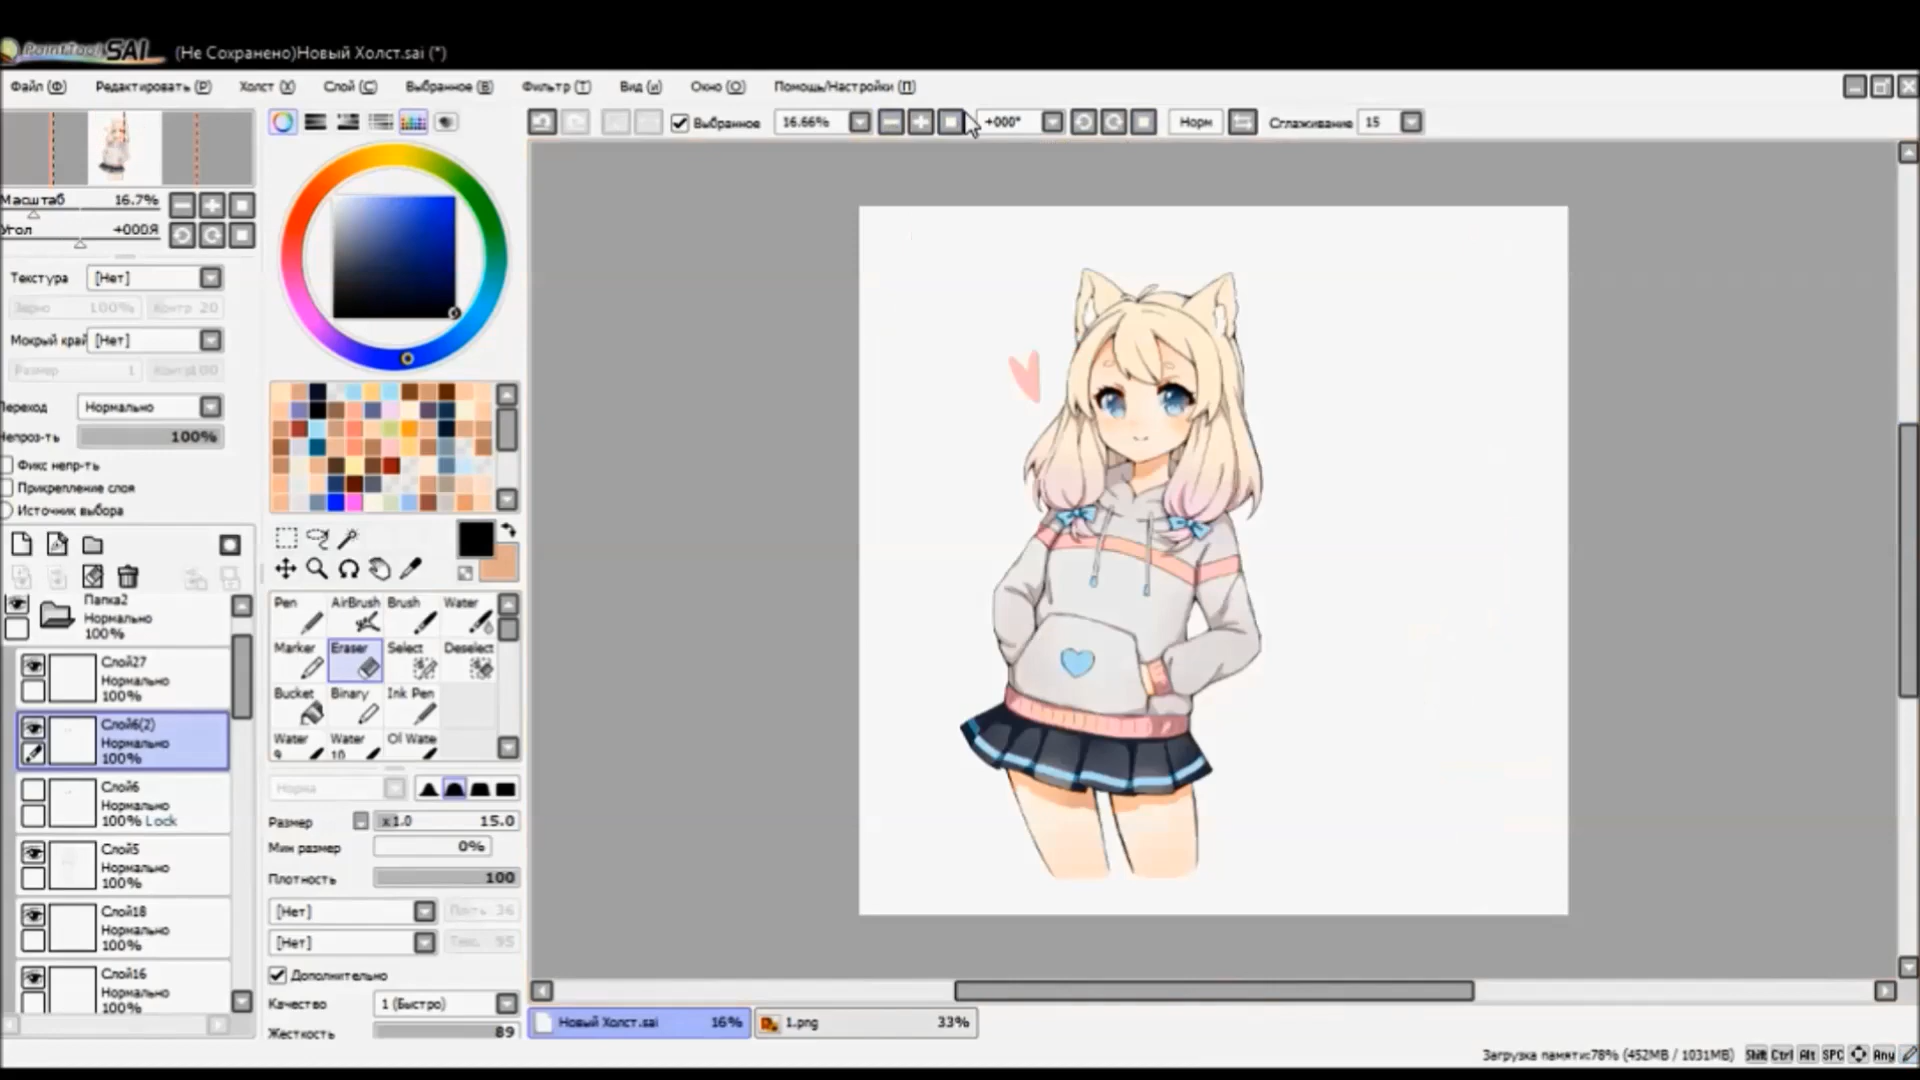 PaintTool SAI (Не Сохранено)Новый Холст.sai (*)
Файл (Ф) Редактировать (Р) Холст (Х) Слой (С) Выбранное (В) Фильтр (Т) Вид (и) Окно (О) Помощь/Настройки (П)
Выбранное 16.66% +000° Норм Сглаживание 15
Масштаб 16.7%
Угол +000Я
Текстура [Нет]
Зерно 100% Контр 20
Мокрый край [Нет]
Размер 1
Переход Нормально
Непроз-ть 100%
Фикс непр-ть
Прикрепление слоя
Источник выбора
Папка2
Нормально
100%
Слой27
Нормально
100%
Слой6(2)
Нормально
100%
Слой6
Нормально
100% Lock
Слой5
Нормально
100%
Слой18
Нормально
100%
Слой16
Нормально
100%
Pen AirBrush Brush Water
Marker Eraser Select Deselect
Bucket Binary Ink Pen
Water 9 Water 10 Ol Wate
Норма
Размер x1.0 15.0
Мин размер 0%
Плотность 100
[Нет] 36
[Нет] 95
Дополнительно
Качество 1 (Быстро)
Жесткость 89
Новый Холст.sai 16% 1.png 33%
Загрузка памяти:78% (452MB / 1031MB) Shift Ctrl Alt SPC Any